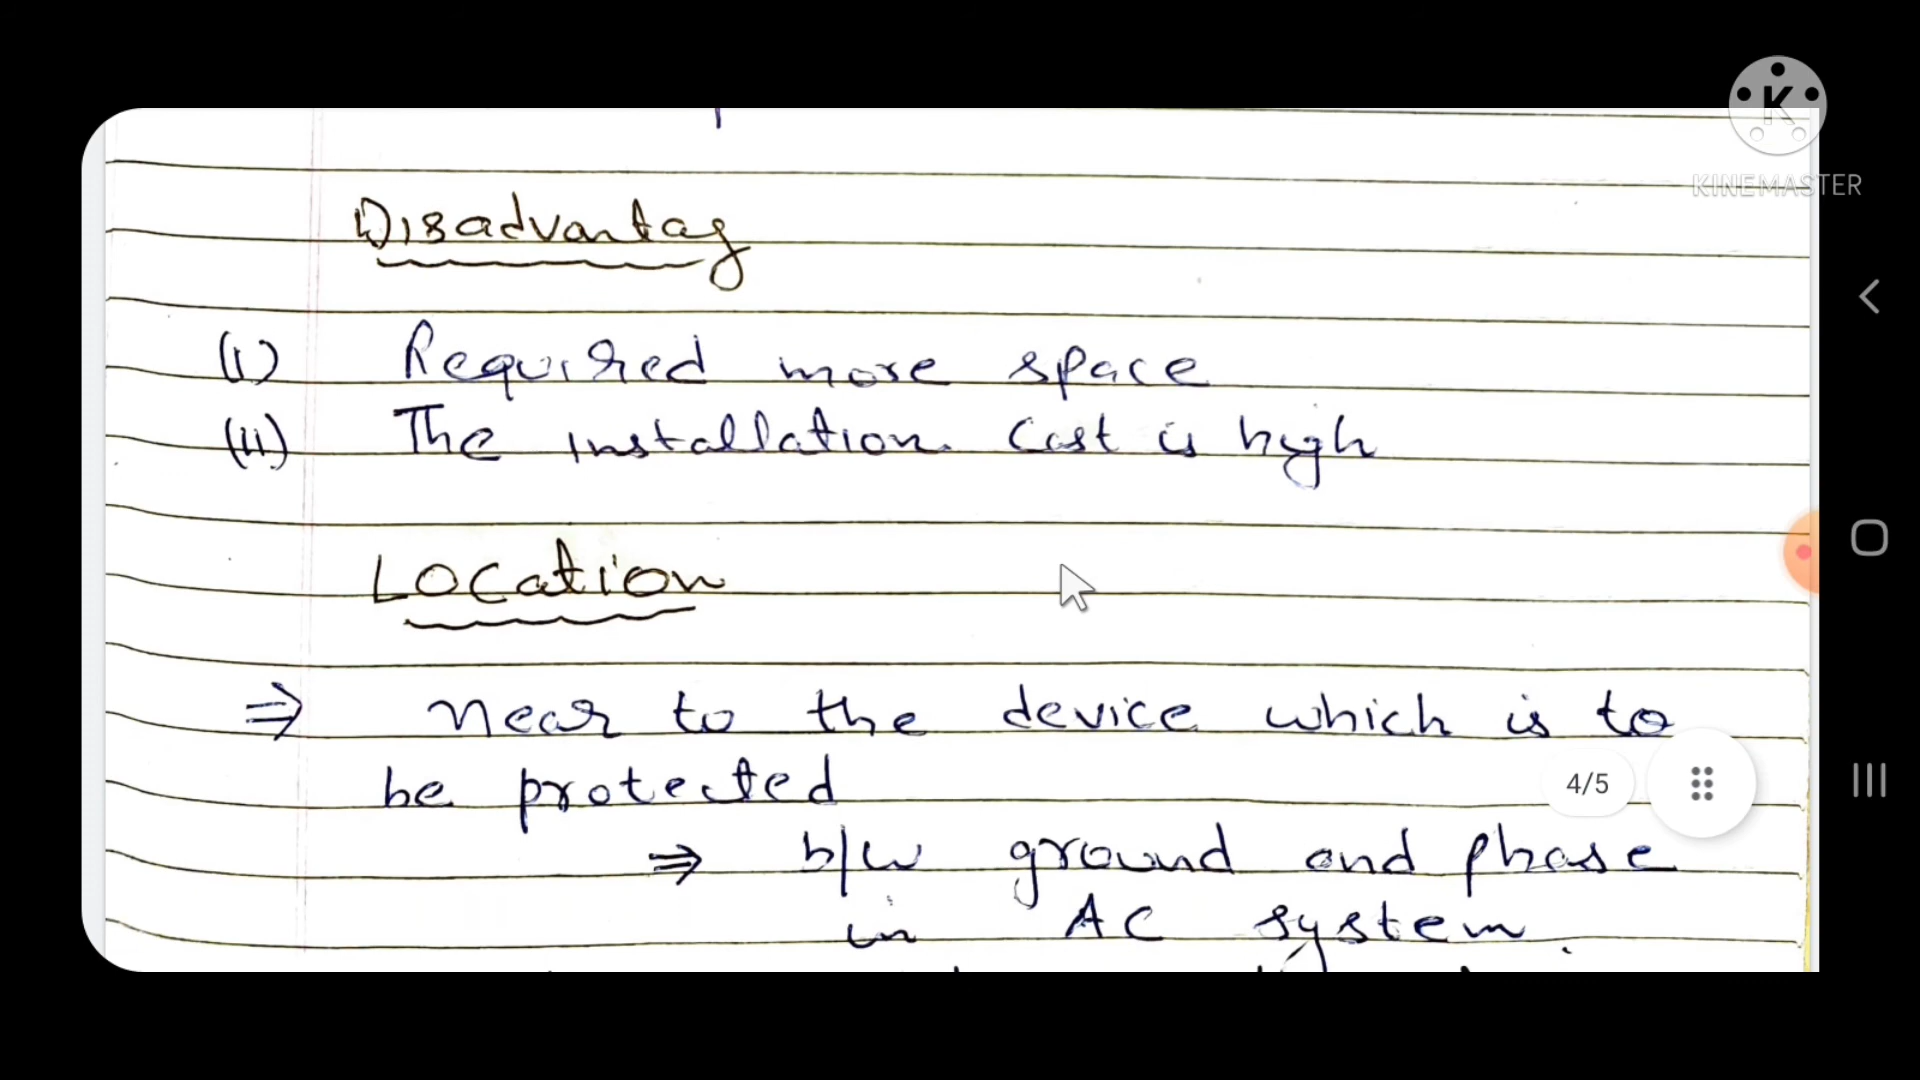 KINEMASTER
Disadvantag
(i) Required more space
(ii) The installation cost is high
Location
⇒ Near to the device which is to
be protected
4/5
⇒ b/w ground and phase
in AC system.